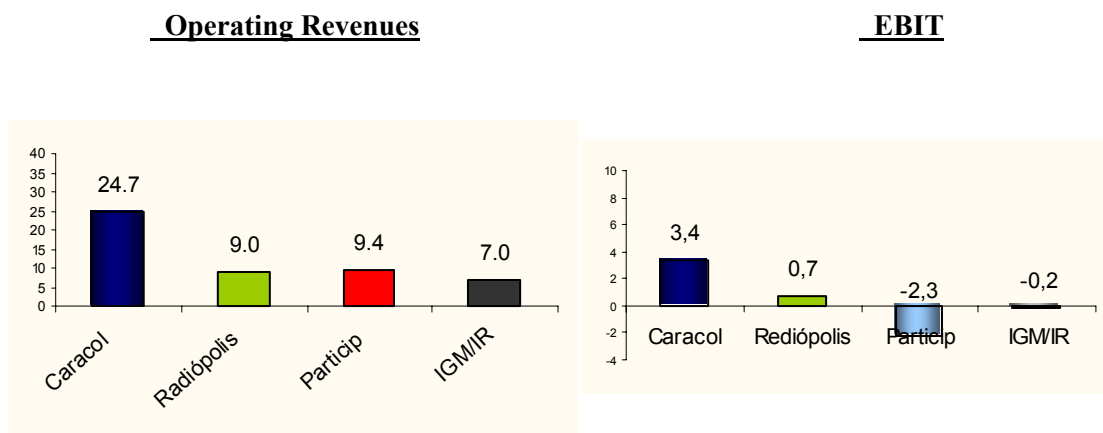 Operating Revenues
EBIT
40
35
30
25
20
15
10
5
0
24.7
9.0
9.4
7.0
Caracol
Radiópolis
Particip
IGM/IR
10
8
6
4
2
0
-2
-4
3,4
0,7
-2,3
-0,2
Caracol
Rediópolis
Particip
IGM/IR